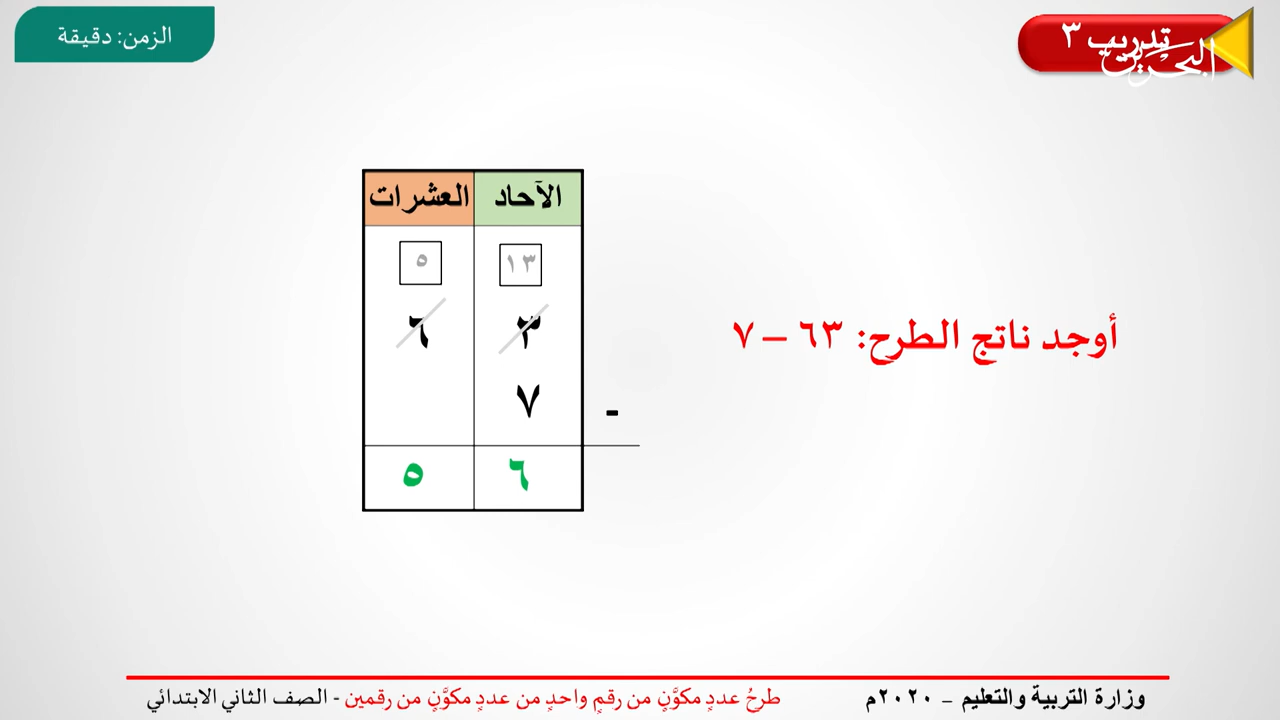 تدريب ٣
البحرين
الزمن: دقيقة
الآحاد العشرات
٥ ١٣
٦ ٣
٧
-
٥ ٦
أوجد ناتج الطرح: ٦٣ – ٧
وزارة التربية والتعليم – ٢٠٢٠م
طرحُ عددٍ مكوَّنٍ من رقمٍ واحدٍ من عددٍ مكوَّنٍ من رقمين - الصف الثاني الابتدائي